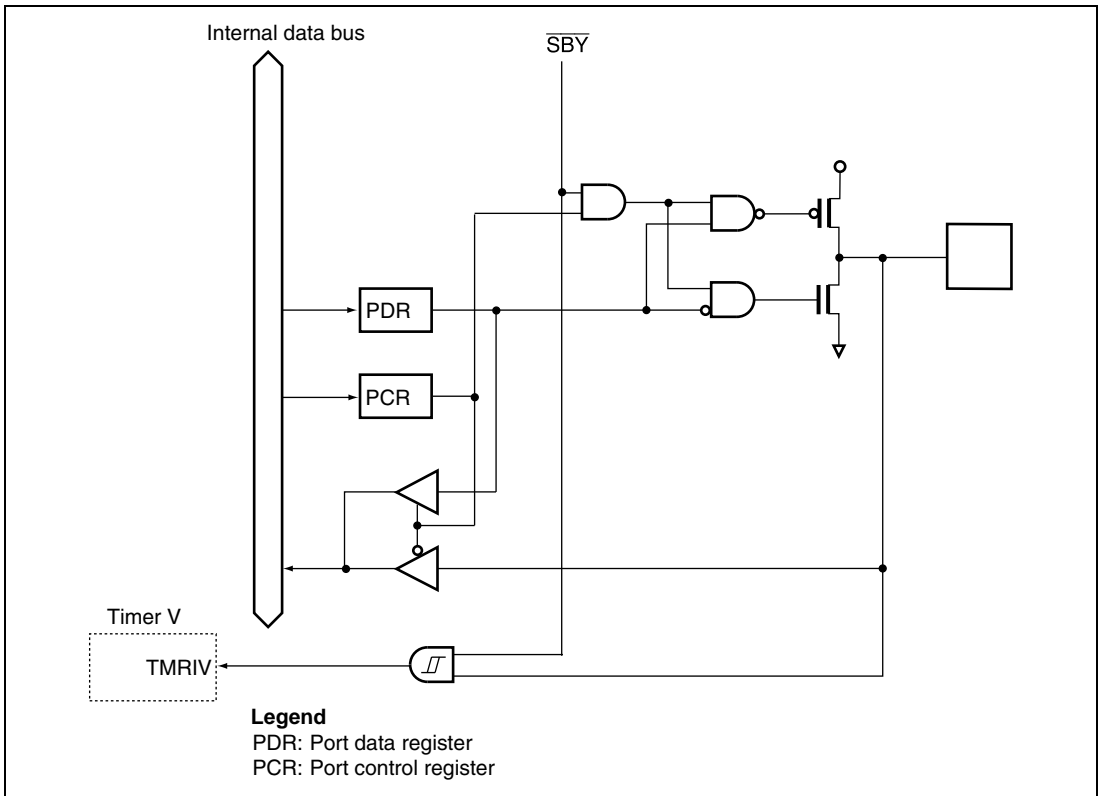 Internal data bus
SBY
PDR
PCR
Timer V
TMRIV
Legend
PDR: Port data register
PCR: Port control register